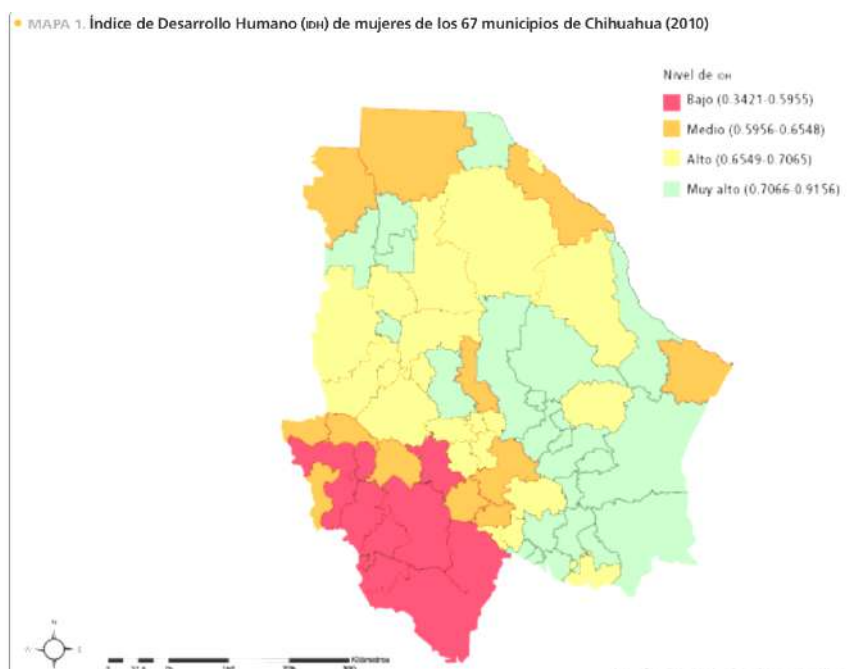 MAPA 1. Índice de Desarrollo Humano (IDH) de mujeres de los 67 municipios de Chihuahua (2010)
Nivel de IDH
Bajo (0.3421-0.5955)
Medio (0.5956-0.6548)
Alto (0.6549-0.7065)
Muy alto (0.7066-0.9156)
N
Kilómetros